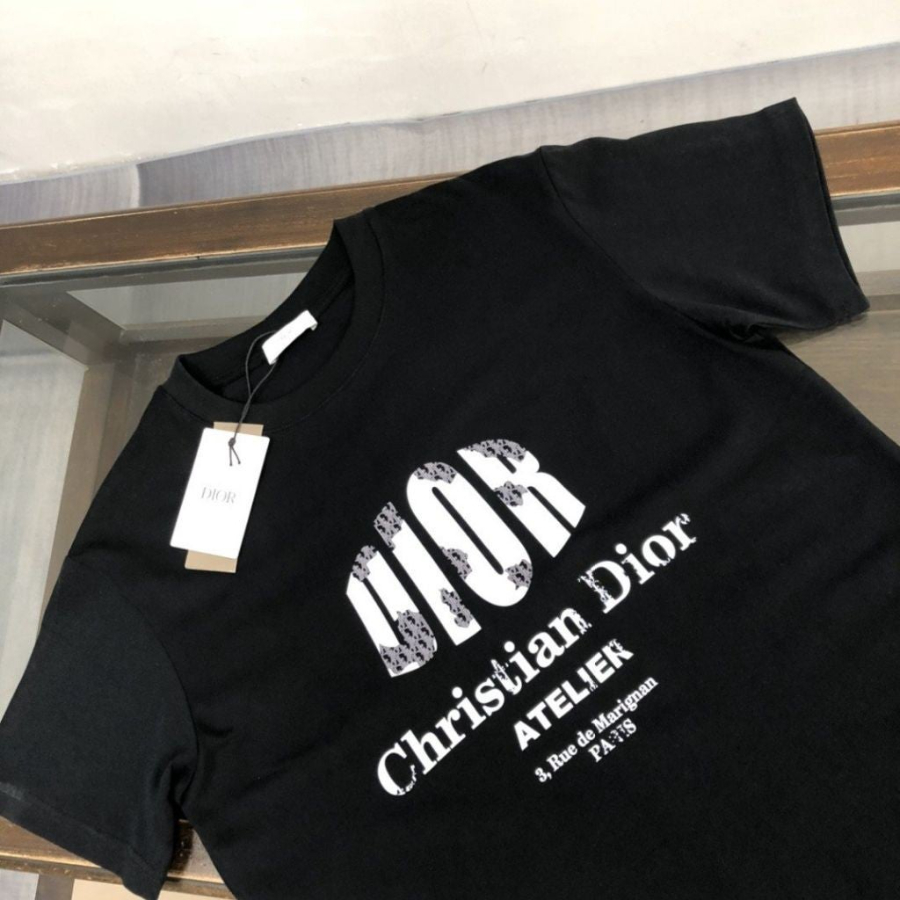 DIOR
DIOR
Christian Dior
ATELIER
3, Rue de Marignan
PARIS